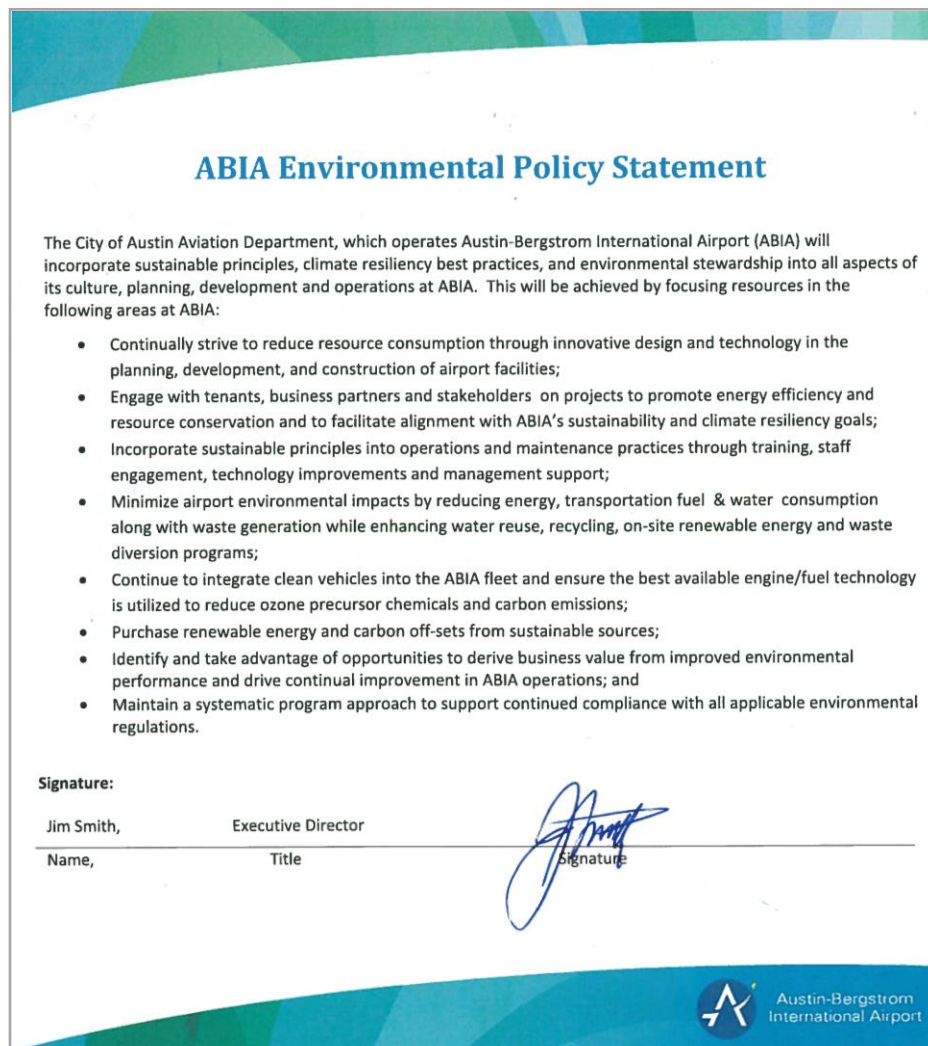 ABIA Environmental Policy Statement
The City of Austin Aviation Department, which operates Austin-Bergstrom International Airport (ABIA) will
incorporate sustainable principles, climate resiliency best practices, and environmental stewardship into all aspects of
its culture, planning, development and operations at ABIA. This will be achieved by focusing resources in the
following areas at ABIA:
• Continually strive to reduce resource consumption through innovative design and technology in the
planning, development, and construction of airport facilities;
• Engage with tenants, business partners and stakeholders on projects to promote energy efficiency and
resource conservation and to facilitate alignment with ABIA's sustainability and climate resiliency goals;
• Incorporate sustainable principles into operations and maintenance practices through training, staff
engagement, technology improvements and management support;
• Minimize airport environmental impacts by reducing energy, transportation fuel & water consumption
along with waste generation while enhancing water reuse, recycling, on-site renewable energy and waste
diversion programs;
• Continue to integrate clean vehicles into the ABIA fleet and ensure the best available engine/fuel technology
is utilized to reduce ozone precursor chemicals and carbon emissions;
• Purchase renewable energy and carbon off-sets from sustainable sources;
• Identify and take advantage of opportunities to derive business value from improved environmental
performance and drive continual improvement in ABIA operations; and
• Maintain a systematic program approach to support continued compliance with all applicable environmental
regulations.
Signature:
Jim Smith, Executive Director
Name, Title Signature
Austin-Bergstrom
International Airport